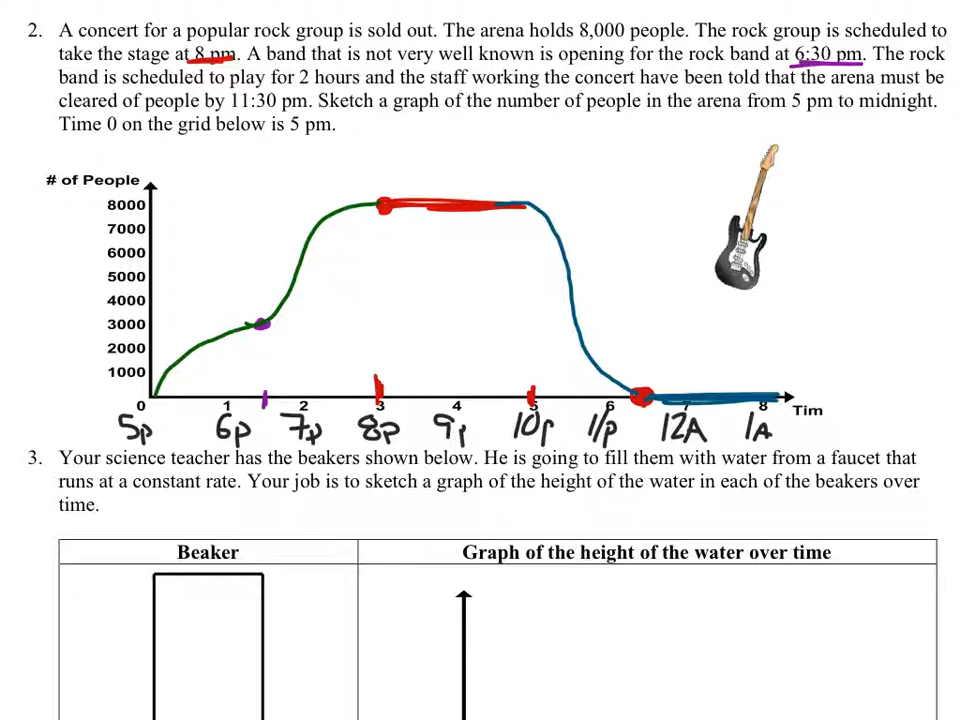 2. A concert for a popular rock group is sold out. The arena holds 8,000 people. The rock group is scheduled to
take the stage at 8 pm. A band that is not very well known is opening for the rock band at 6:30 pm. The rock
band is scheduled to play for 2 hours and the staff working the concert have been told that the arena must be
cleared of people by 11:30 pm. Sketch a graph of the number of people in the arena from 5 pm to midnight.
Time 0 on the grid below is 5 pm.
# of People
8000
7000
6000
5000
4000
3000
2000
1000
0 1 2 3 4 5 6 7 8 Tim
5p 6p 7p 8p 9p 10p 11p 12A 1A
3. Your science teacher has the beakers shown below. He is going to fill them with water from a faucet that
runs at a constant rate. Your job is to sketch a graph of the height of the water in each of the beakers over
time.
Beaker Graph of the height of the water over time